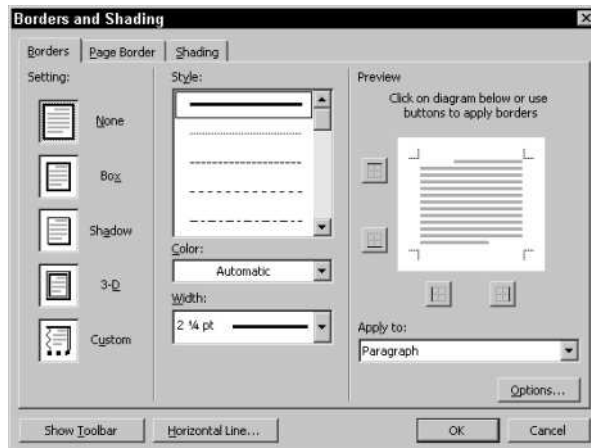 Borders and Shading
Borders
Page Border
Shading
Setting:
None
Box
Shadow
3-D
Custom
Style:
Color:
Automatic
Width:
2 ¼ pt
Preview
Click on diagram below or use
buttons to apply borders
Apply to:
Paragraph
Options...
Show Toolbar
Horizontal Line...
OK
Cancel